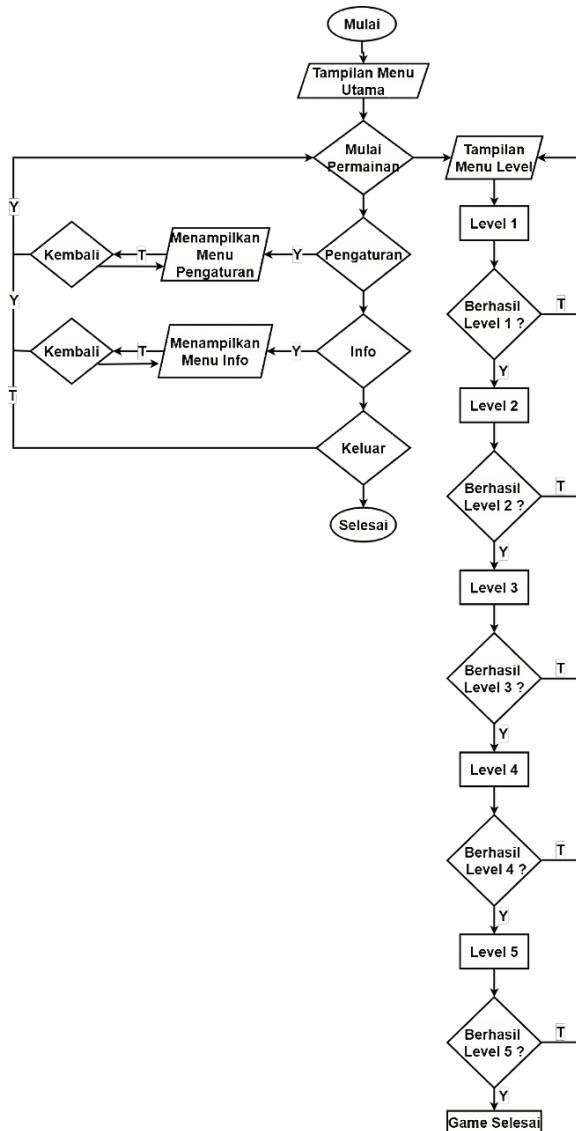 Mulai
Tampilan Menu
Utama
Mulai
Permainan
Tampilan
Menu Level
Y
Level 1
Kembali
T
Menampilkan
Menu
Pengaturan
Y
Pengaturan
Y
Berhasil
Level 1 ?
T
Kembali
T
Menampilkan
Menu Info
Y
Info
Y
T
Level 2
Keluar
Berhasil
Level 2 ?
T
Selesai
Y
Level 3
Berhasil
Level 3 ?
T
Y
Level 4
Berhasil
Level 4 ?
T
Y
Level 5
Berhasil
Level 5 ?
T
Y
Game Selesai